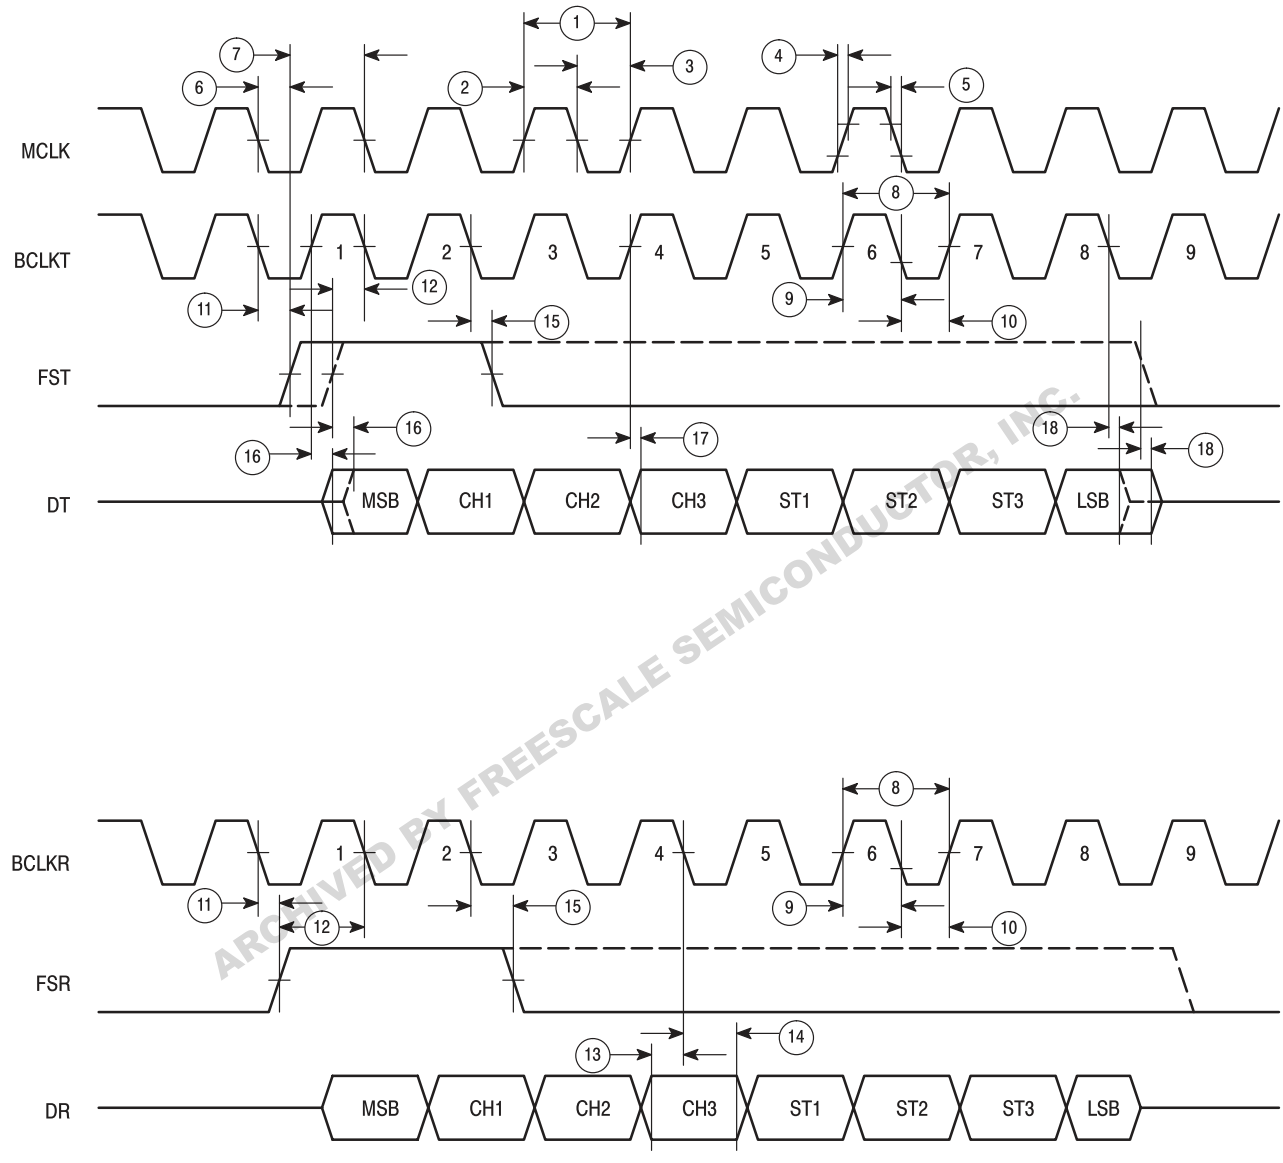 1
7
4
3
6
2
5
MCLK
8
BCLKT
1 2 3 4 5 6 7 8 9
12
9
11
15
10
FST
16
17
18
16
18
DT
MSB CH1 CH2 CH3 ST1 ST2 ST3 LSB
ARCHIVED BY FREESCALE SEMICONDUCTOR, INC.
8
BCLKR
1 2 3 4 5 6 7 8 9
11
15
9
12
10
FSR
14
13
DR
MSB CH1 CH2 CH3 ST1 ST2 ST3 LSB